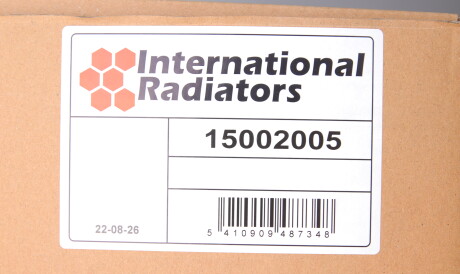 International
Radiators
15002005
22-08-26
5 410909 487348